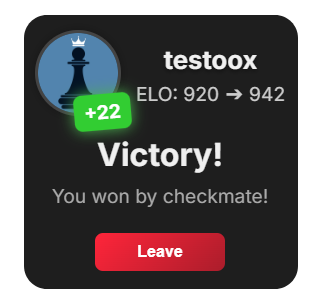 testoox
ELO: 920 ➔ 942
+22
Victory!
You won by checkmate!
Leave